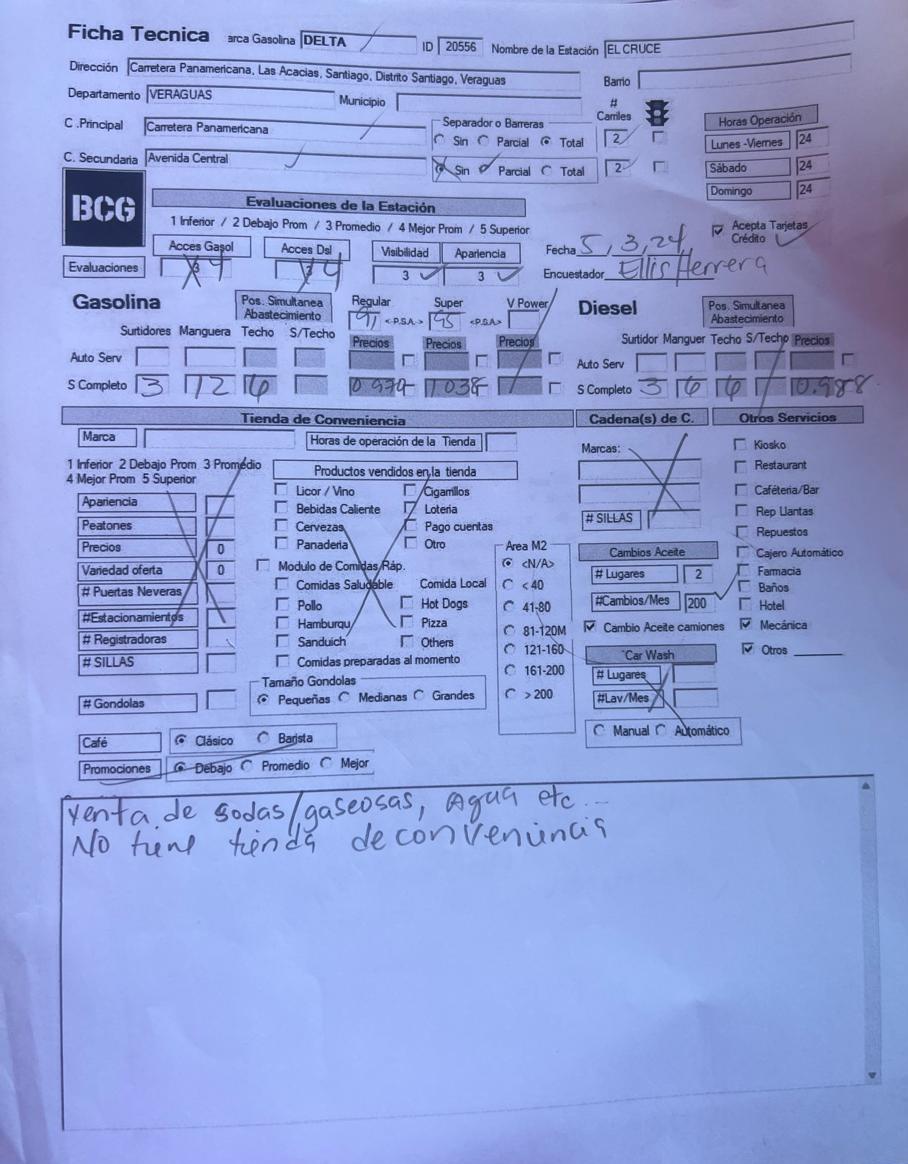 Ficha Tecnica arca Gasolina DELTA ID 20556 Nombre de la Estación EL CRUCE
Dirección Carretera Panamericana, Las Acacias, Santiago, Distrito Santiago, Veraguas Barrio
Departamento VERAGUAS Municipio # Carriles
C .Principal Carretera Panamericana Separador o Barreras Sin Parcial Total 2
C. Secundaria Avenida Central Sin Parcial Total 2
Horas Operación
Lunes -Viernes 24
Sábado 24
Domingo 24
BCG
Evaluaciones de la Estación
1 Inferior / 2 Debajo Prom / 3 Promedio / 4 Mejor Prom / 5 Superior
Acces Gasol Acces Dsl Visibilidad Apariencia
Evaluaciones 3 4 4 3 3
Acepta Tarjetas Crédito
Fecha 5, 3, 24,
Encuestador Ellis Herrera
Gasolina Pos. Simultanea Abastecimiento Regular Super V Power
91 <-P.S.A.-> 95 <-P.S.A>
Surtidores Manguera Techo S/Techo Precios Precios Precios
Auto Serv
S Completo 3 12 6 0.974 1.038
Diesel Pos. Simultanea Abastecimiento
Surtidor Manguer Techo S/Techo Precios
Auto Serv
S Completo 3 6 6 0.988
Tienda de Conveniencia
Marca Horas de operación de la Tienda
1 Inferior 2 Debajo Prom 3 Promedio
4 Mejor Prom 5 Superior
Apariencia
Peatones
Precios 0
Variedad oferta 0
# Puertas Neveras
#Estacionamientos
# Registradoras
# SILLAS
# Gondolas
Productos vendidos en la tienda
Licor / Vino Cigarrillos
Bebidas Caliente Loteria
Cervezas Pago cuentas
Panaderia Otro
Modulo de Comidas Ráp.
Comidas Saludable Comida Local
Pollo Hot Dogs
Hamburqu Pizza
Sanduich Others
Comidas preparadas al momento
Tamaño Gondolas
Pequeñas Medianas Grandes
Area M2
<N/A>
< 40
41-80
81-120M
121-160
161-200
> 200
Café Clásico Barista
Promociones Debajo Promedio Mejor
Cadena(s) de C.
Marcas:
# SILLAS
Cambios Aceite
# Lugares 2
#Cambios/Mes 200
Cambio Aceite camiones
Car Wash
# Lugares
#Lav/Mes
Manual Automático
Otros Servicios
Kiosko
Restaurant
Caféteria/Bar
Rep Llantas
Repuestos
Cajero Automático
Farmacia
Baños
Hotel
Mecánica
Otros
Venta de sodas/gaseosas, Agua etc...
No tiene tienda de conveniencia